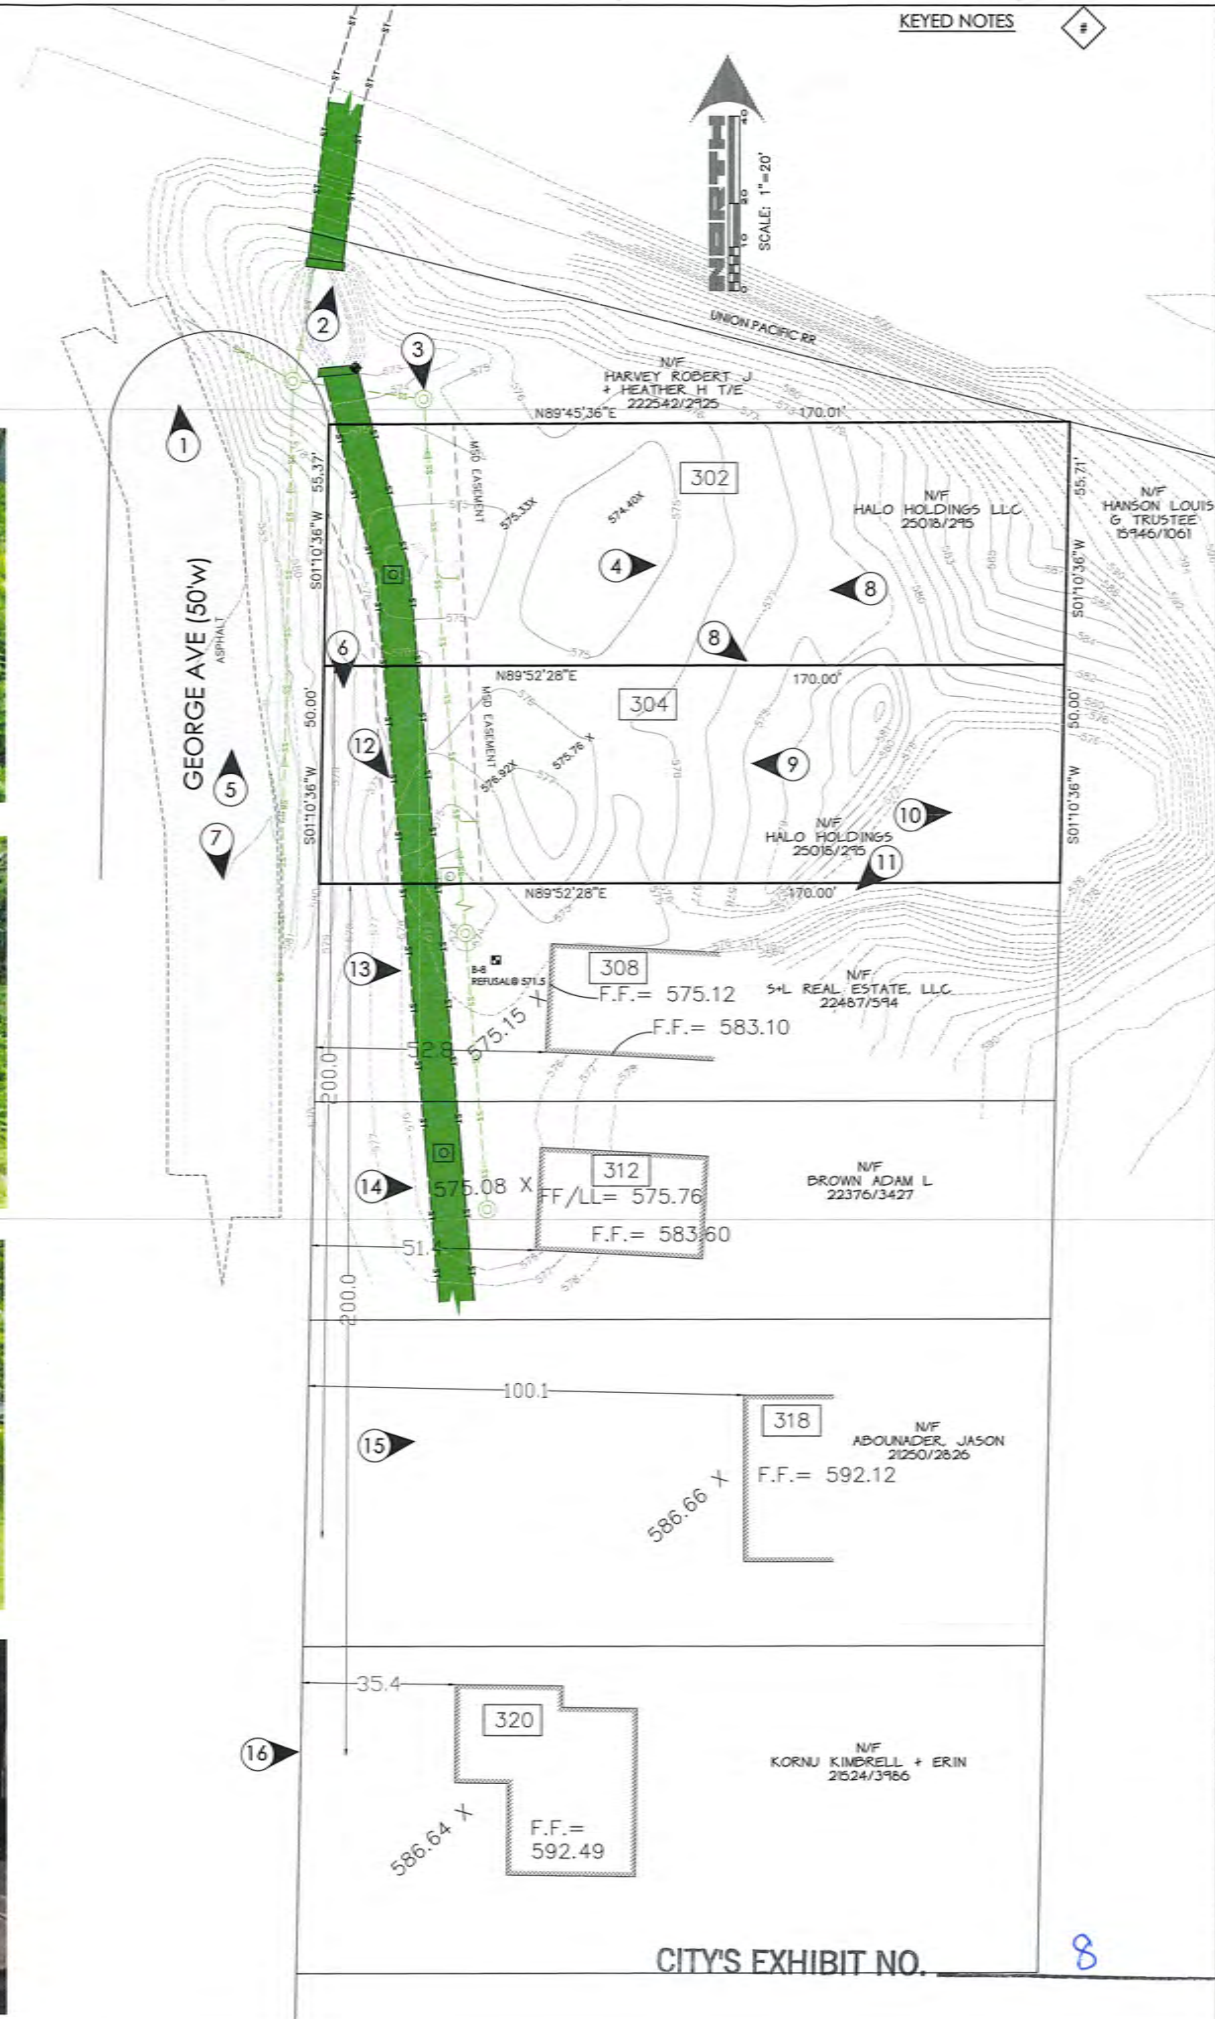 KEYED NOTES
#
NORTH
0 10 20 40
SCALE: 1"=20'
UNION PACIFIC RR
2
3
1
N/F
HARVEY ROBERT J
+ HEATHER H T/E
222542/2925
N89°45'36"E
170.01'
55.37'
S01°10'36"W
MSD EASEMENT
575.33X
574.40X
302
N/F
HALO HOLDINGS LLC
25018/295
55.71'
S01°10'36"W
N/F
HANSON LOUIS
G TRUSTEE
15946/1061
GEORGE AVE (50'W)
ASPHALT
4
8
6
8
N89°52'28"E
170.00'
304
50.00'
S01°10'36"W
MSD EASEMENT
576.92X
575.76 X
12
5
7
9
10
N/F
HALO HOLDINGS
25018/295
11
50.00'
S01°10'36"W
N89°52'28"E
170.00'
13
B-8
REFUSAL@ 571.5
308
F.F.= 575.12
F.F.= 583.10
575.15 X
N/F
S+L REAL ESTATE, LLC
22487/594
52.8
200.0
14
575.08 X
312
FF/LL= 575.76
F.F.= 583.60
N/F
BROWN ADAM L
22376/3427
51.4
200.0
100.1
15
318
F.F.= 592.12
586.66 X
N/F
ABOUNADER, JASON
21250/2826
35.4
16
320
F.F.=
592.49
586.64 X
N/F
KORNU KIMBRELL + ERIN
21524/3986
CITY'S EXHIBIT NO. 8